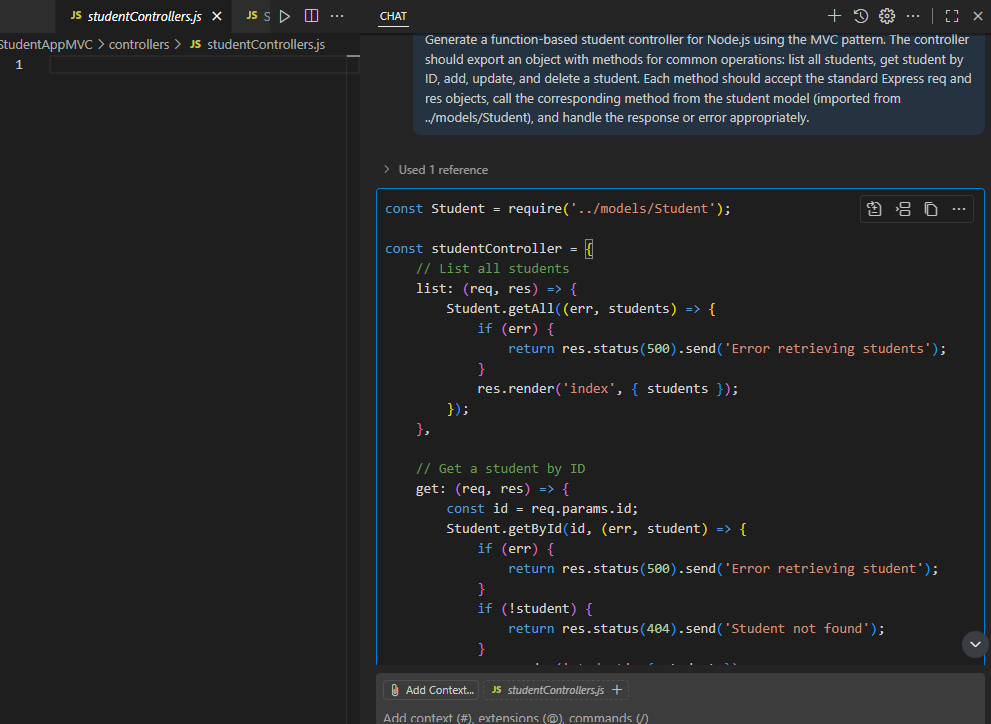 JS studentControllers.js × JS S
CHAT
StudentAppMVC > controllers > JS studentControllers.js
1
Generate a function-based student controller for Node.js using the MVC pattern. The controller
should export an object with methods for common operations: list all students, get student by
ID, add, update, and delete a student. Each method should accept the standard Express req and
res objects, call the corresponding method from the student model (imported from
../models/Student), and handle the response or error appropriately.
> Used 1 reference
const Student = require('../models/Student');
const studentController = {
// List all students
list: (req, res) => {
Student.getAll((err, students) => {
if (err) {
return res.status(500).send('Error retrieving students');
}
res.render('index', { students });
});
},
// Get a student by ID
get: (req, res) => {
const id = req.params.id;
Student.getById(id, (err, student) => {
if (err) {
return res.status(500).send('Error retrieving student');
}
if (!student) {
return res.status(404).send('Student not found');
}
Add Context... JS studentControllers.js +
Add context (#), extensions (@), commands (/)